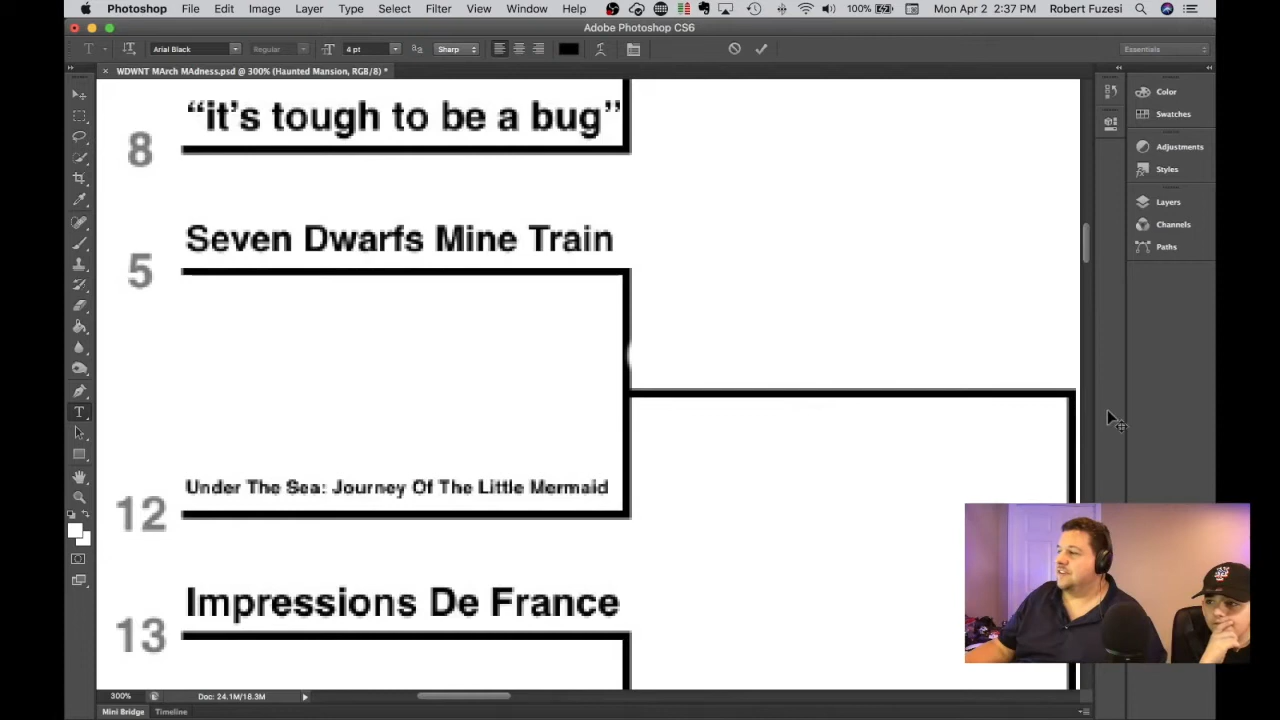 Photoshop File Edit Image Layer Type Select Filter View Window Help 100% Mon Apr 2 2:37 PM Robert Fuzesi
Adobe Photoshop CS6
T Arial Black Regular 4 pt Sharp Essentials
× WDWNT MArch MAdness.psd @ 300% (Haunted Mansion, RGB/8) *
Color
Swatches
Adjustments
Styles
Layers
Channels
Paths
“it’s tough to be a bug”
8
Seven Dwarfs Mine Train
5
Under The Sea: Journey Of The Little Mermaid
12
Impressions De France
13
300% Doc: 24.1M/18.3M
Mini Bridge Timeline